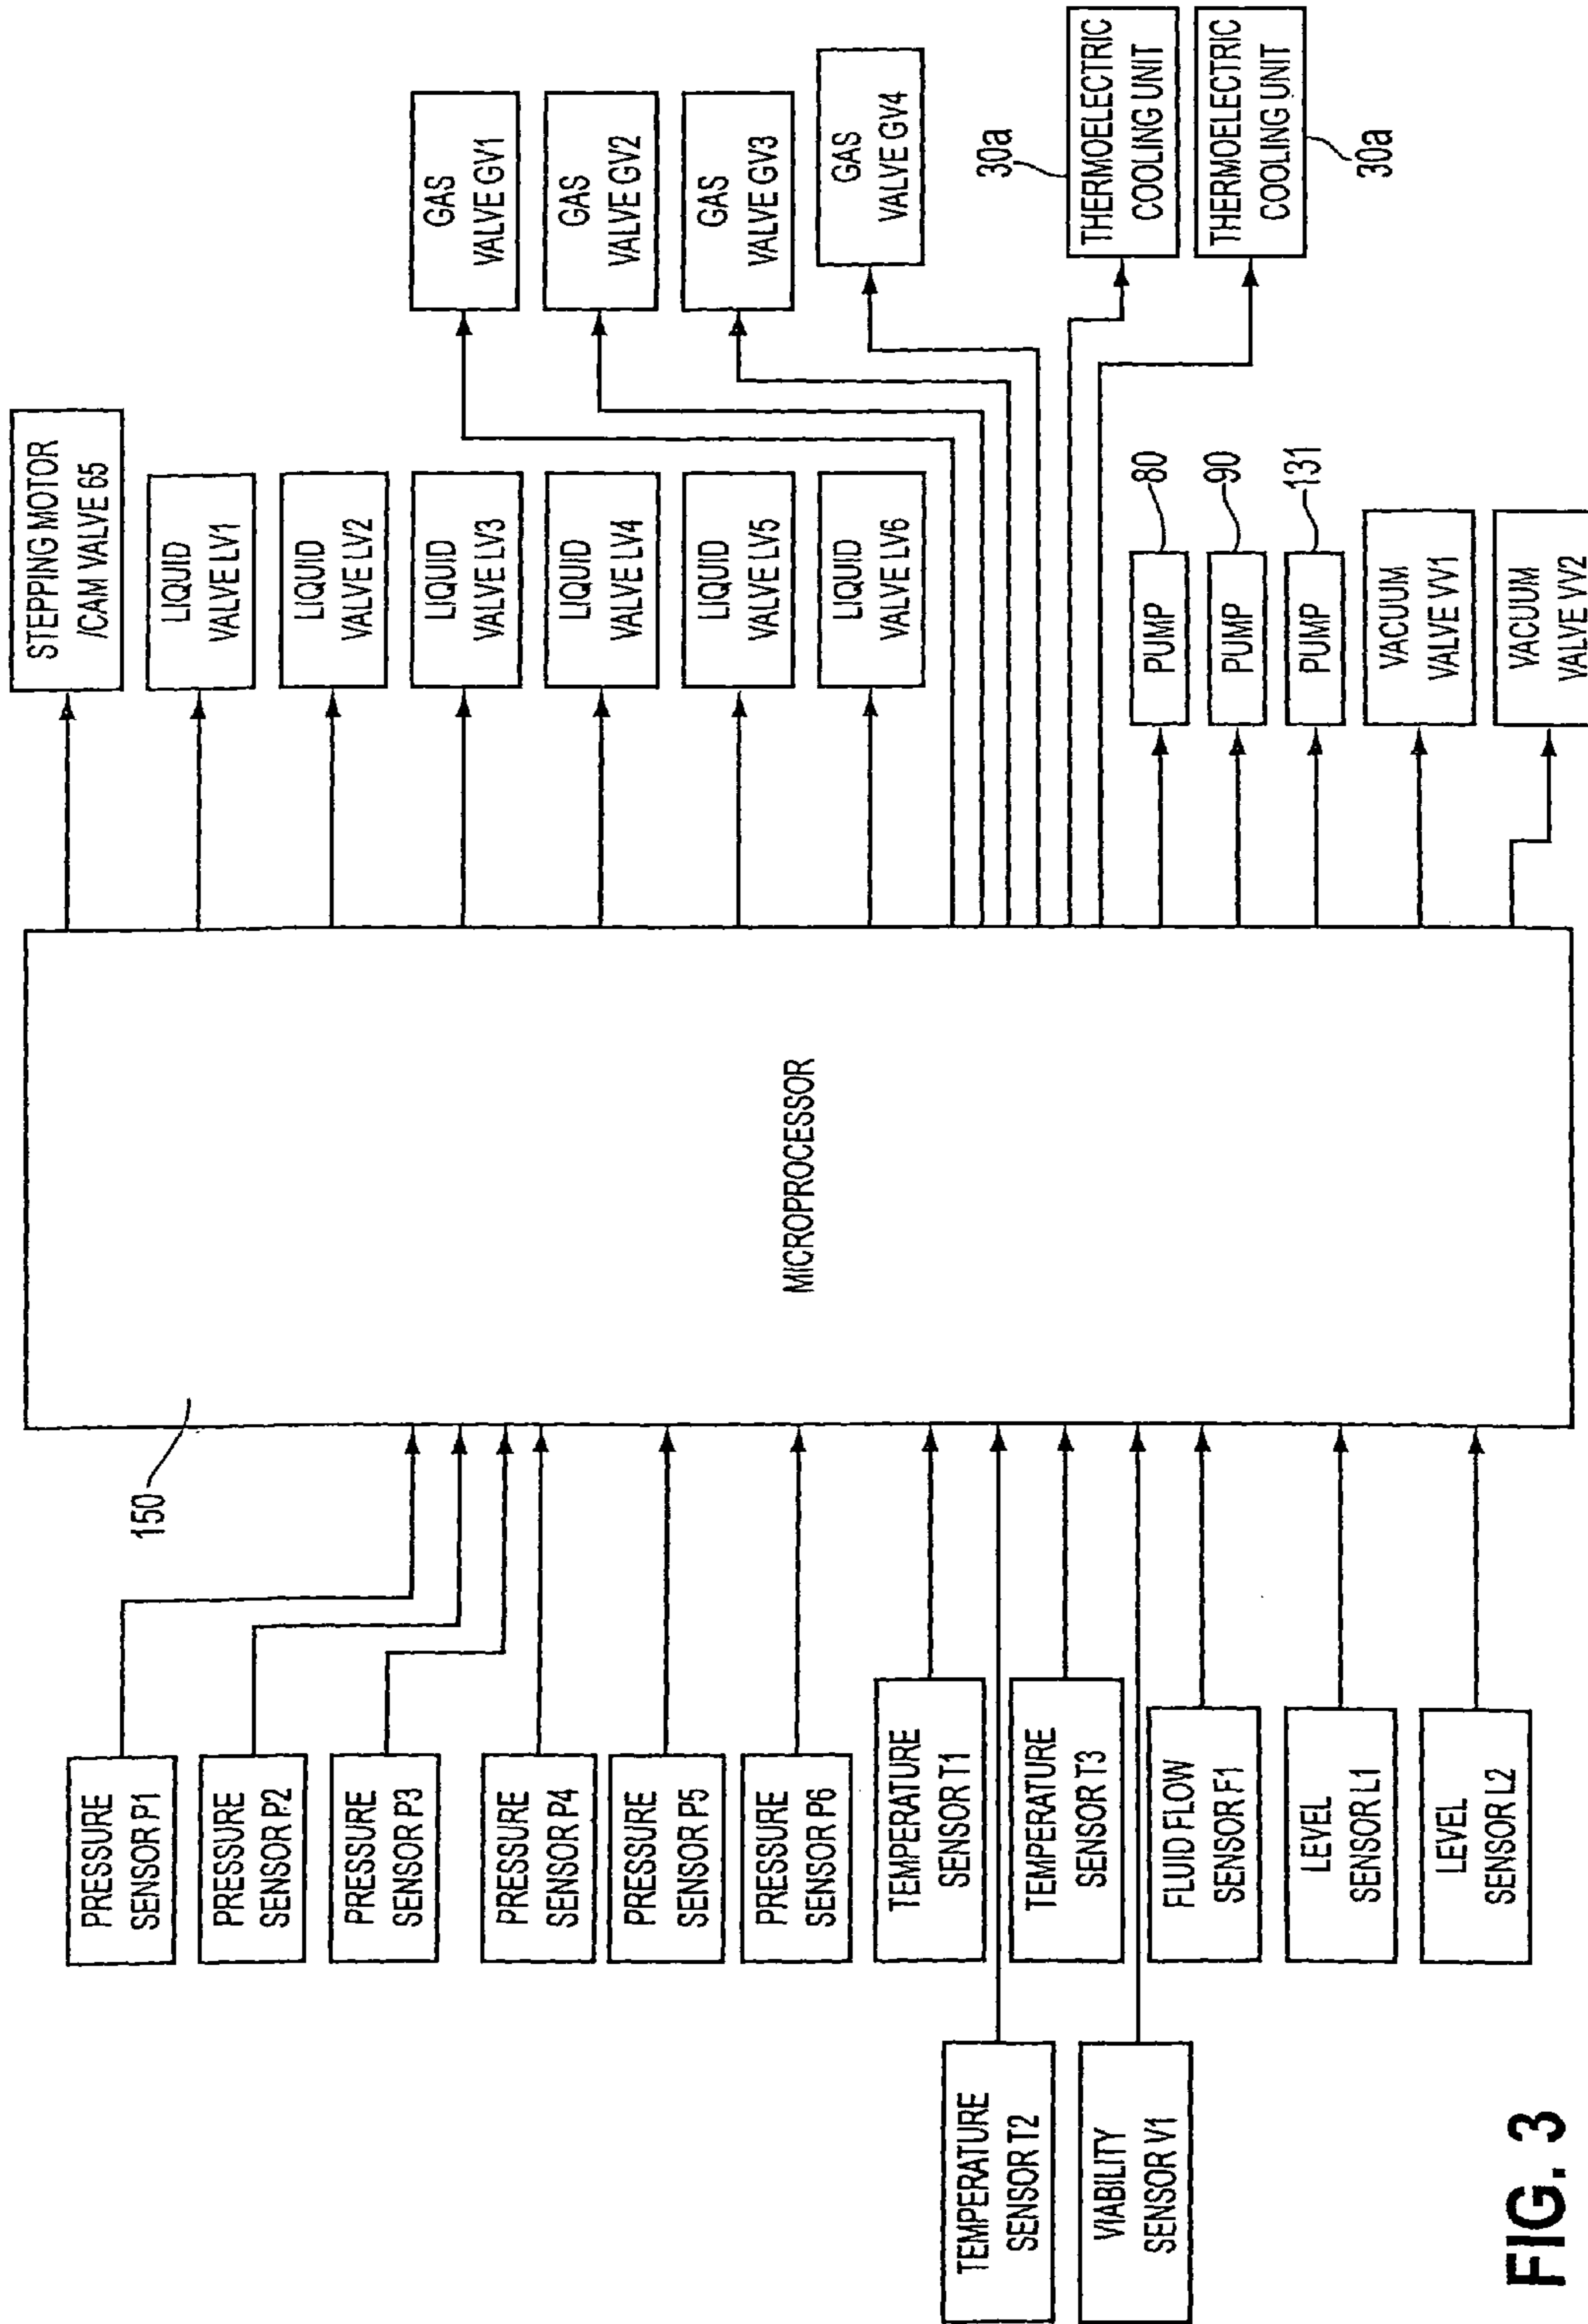 PRESSURE
SENSOR P1
PRESSURE
SENSOR P2
PRESSURE
SENSOR P3
PRESSURE
SENSOR P4
PRESSURE
SENSOR P5
PRESSURE
SENSOR P6
TEMPERATURE
SENSOR T1
TEMPERATURE
SENSOR T2
TEMPERATURE
SENSOR T3
VIABILITY
SENSOR V1
FLUID FLOW
SENSOR F1
LEVEL
SENSOR L1
LEVEL
SENSOR L2
150
MICROPROCESSOR
STEPPING MOTOR
/CAM VALVE 65
LIQUID
VALVE LV1
LIQUID
VALVE LV2
LIQUID
VALVE LV3
LIQUID
VALVE LV4
LIQUID
VALVE LV5
LIQUID
VALVE LV6
GAS
VALVE GV1
GAS
VALVE GV2
GAS
VALVE GV3
GAS
VALVE GV4
30a
THERMOELECTRIC
COOLING UNIT
THERMOELECTRIC
COOLING UNIT
30a
PUMP
80
PUMP
90
PUMP
131
VACUUM
VALVE VV1
VACUUM
VALVE VV2
FIG. 3